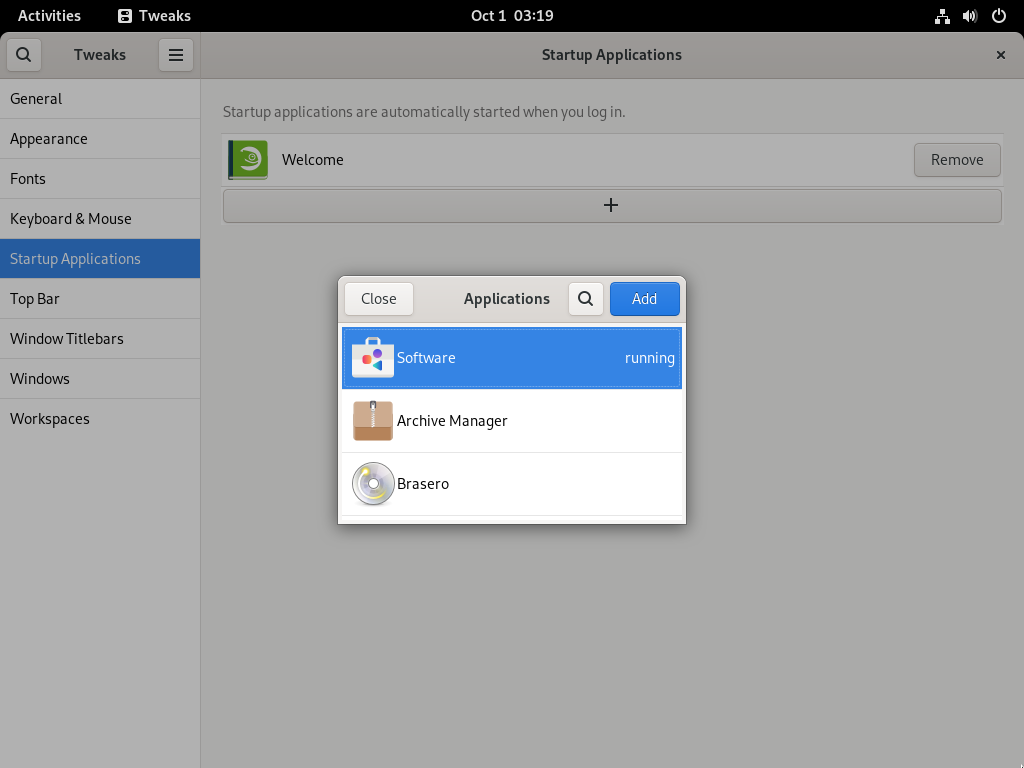 Activities
Tweaks
Oct 1 03:19
Tweaks
Startup Applications
General
Appearance
Fonts
Keyboard & Mouse
Startup Applications
Top Bar
Window Titlebars
Windows
Workspaces
Startup applications are automatically started when you log in.
Welcome
Remove
Close
Applications
Add
Software
running
Archive Manager
Brasero